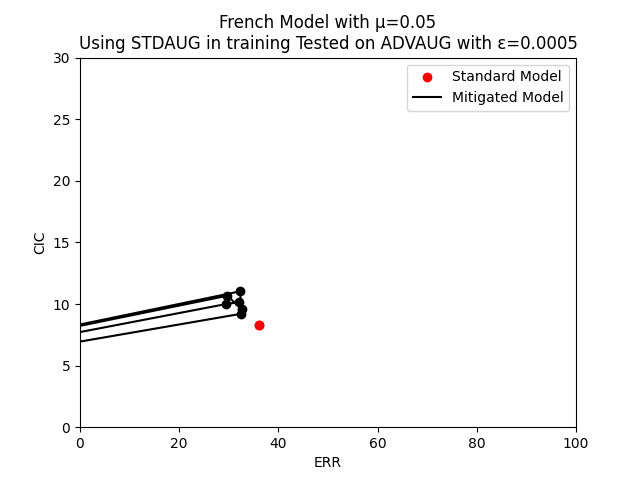 French Model with μ=0.05
Using STDAUG in training Tested on ADVAUG with ε=0.0005
Standard Model
Mitigated Model
30
25
20
15
10
5
0
CIC
0 20 40 60 80 100
ERR